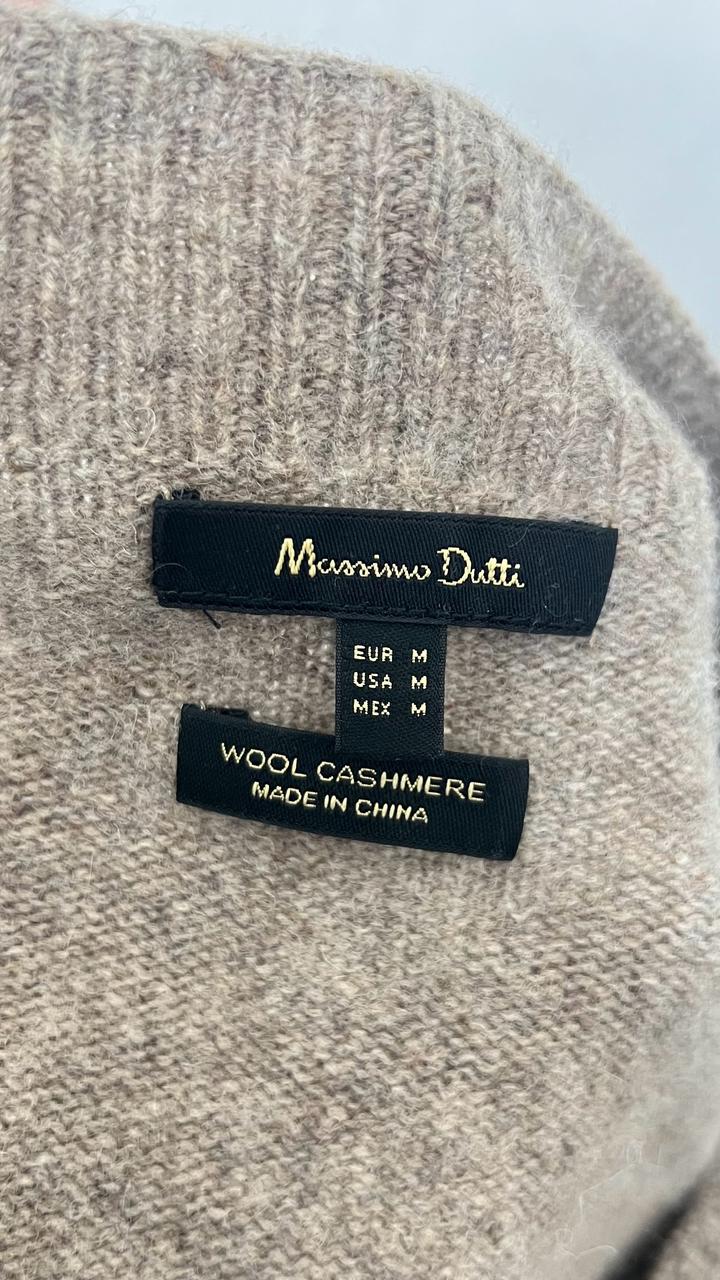 Massimo Dutti
EUR M
USA M
MEX M
WOOL CASHMERE
MADE IN CHINA